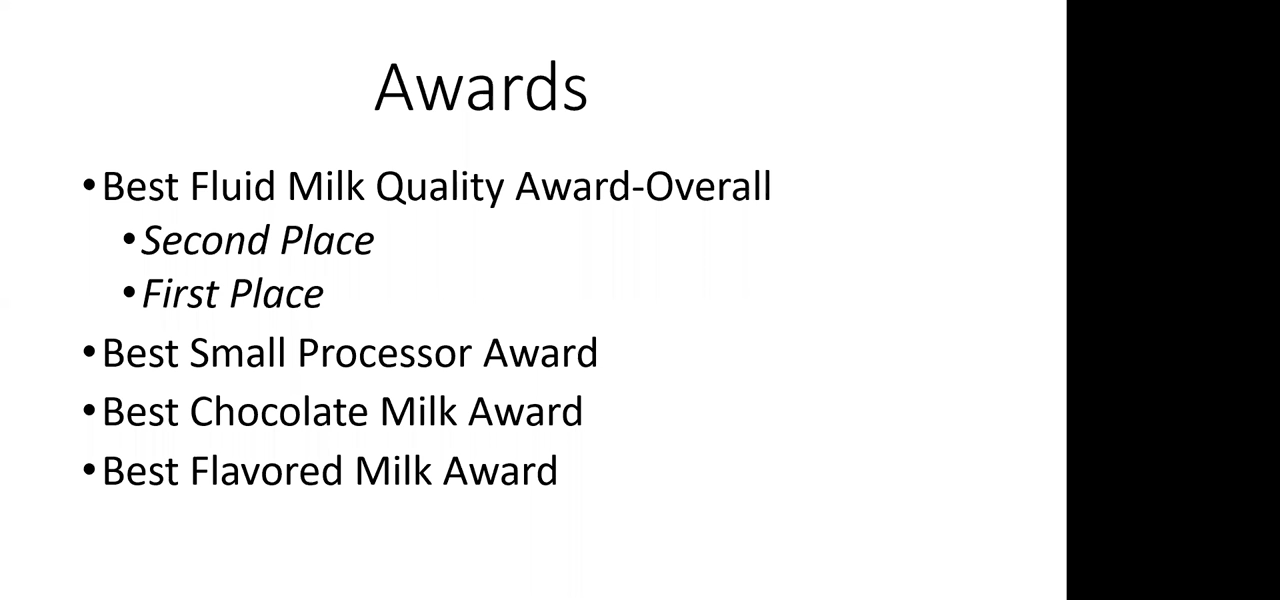 Awards
•Best Fluid Milk Quality Award-Overall
•Second Place
•First Place
•Best Small Processor Award
•Best Chocolate Milk Award
•Best Flavored Milk Award